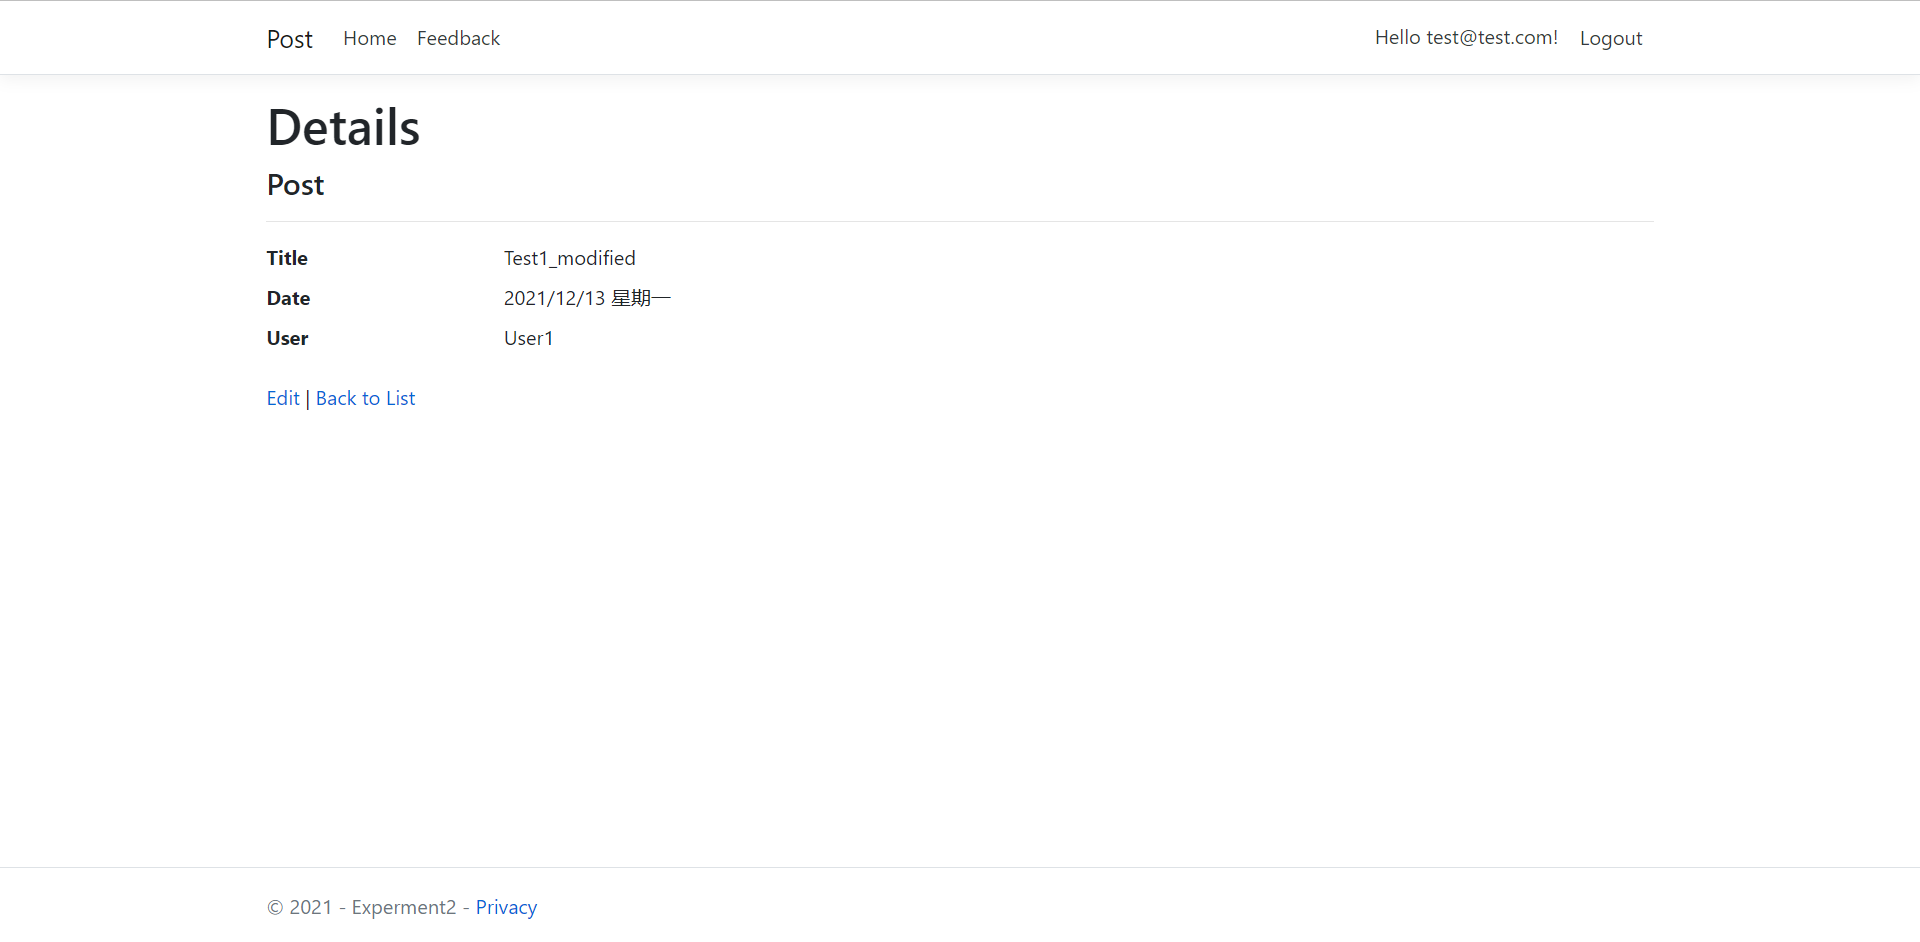 Post Home Feedback Hello test@test.com! Logout
Details
Post
Title Test1_modified
Date 2021/12/13 星期一
User User1
Edit | Back to List
© 2021 - Experment2 - Privacy